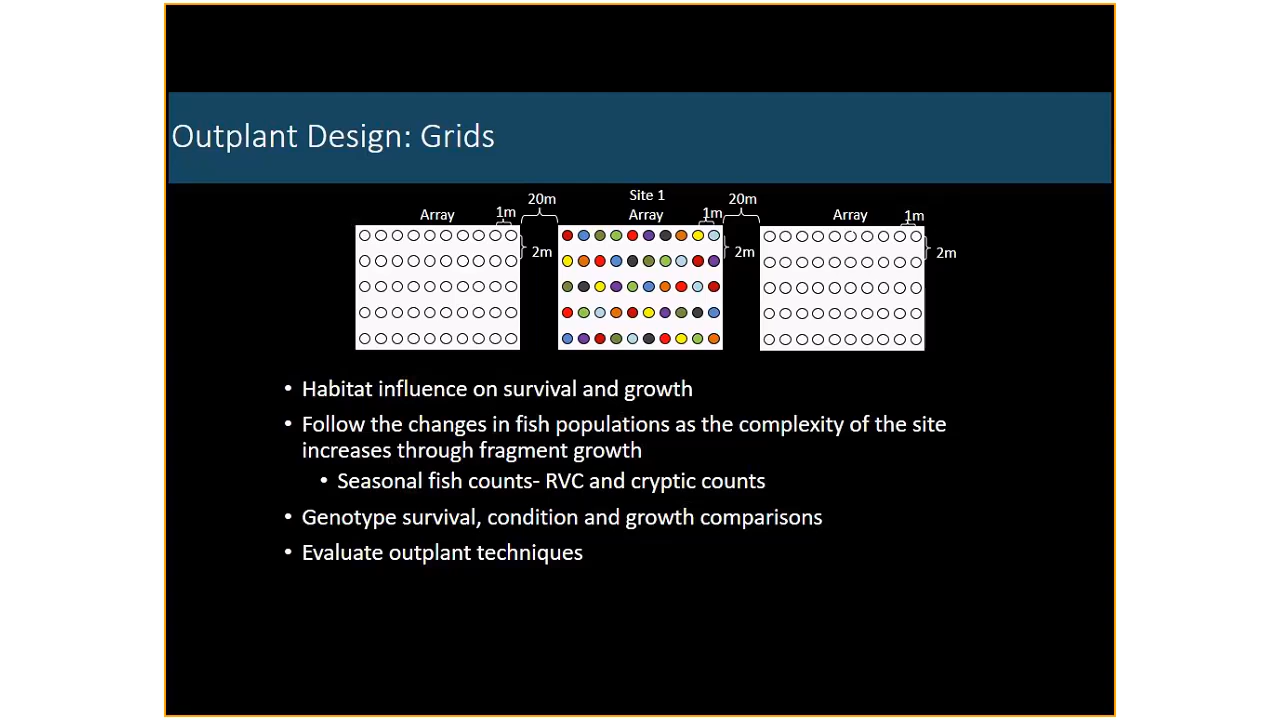 Outplant Design: Grids
Site 1
20m
20m
Array
1m
Array
1m
Array
1m
2m
2m
2m
• Habitat influence on survival and growth
• Follow the changes in fish populations as the complexity of the site
increases through fragment growth
• Seasonal fish counts- RVC and cryptic counts
• Genotype survival, condition and growth comparisons
• Evaluate outplant techniques